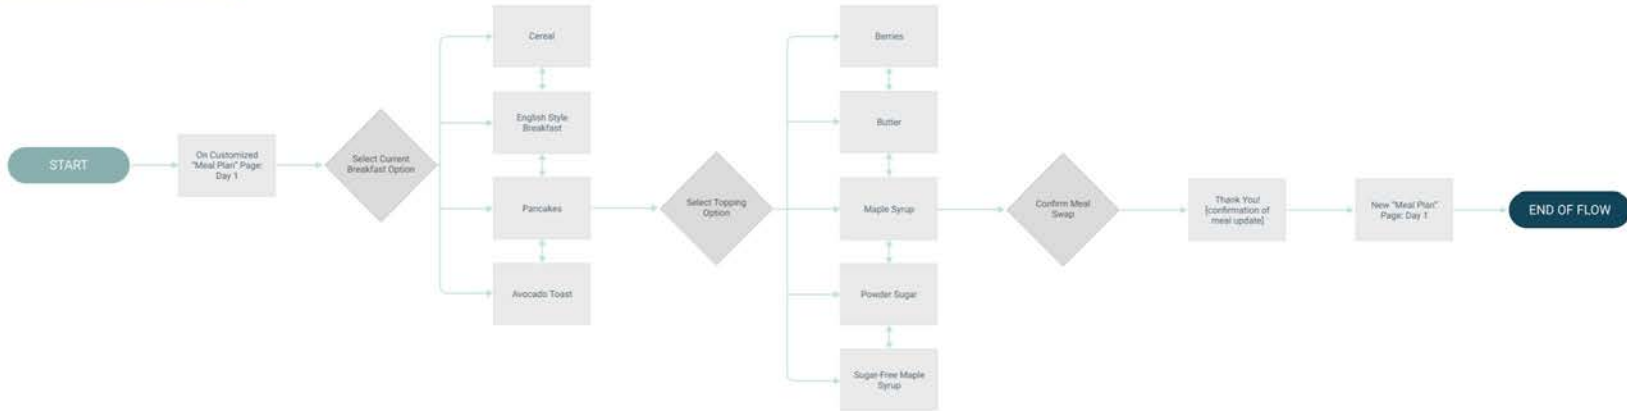 START
On Customized
"Meal Plan" Page:
Day 1
Select Current
Breakfast Option
Cereal
English Style
Breakfast
Pancakes
Avocado Toast
Select Topping
Option
Berries
Butter
Maple Syrup
Powder Sugar
Sugar-Free Maple
Syrup
Confirm Meal
Swap
Thank You!
[confirmation of
meal update]
New "Meal Plan"
Page: Day 1
END OF FLOW